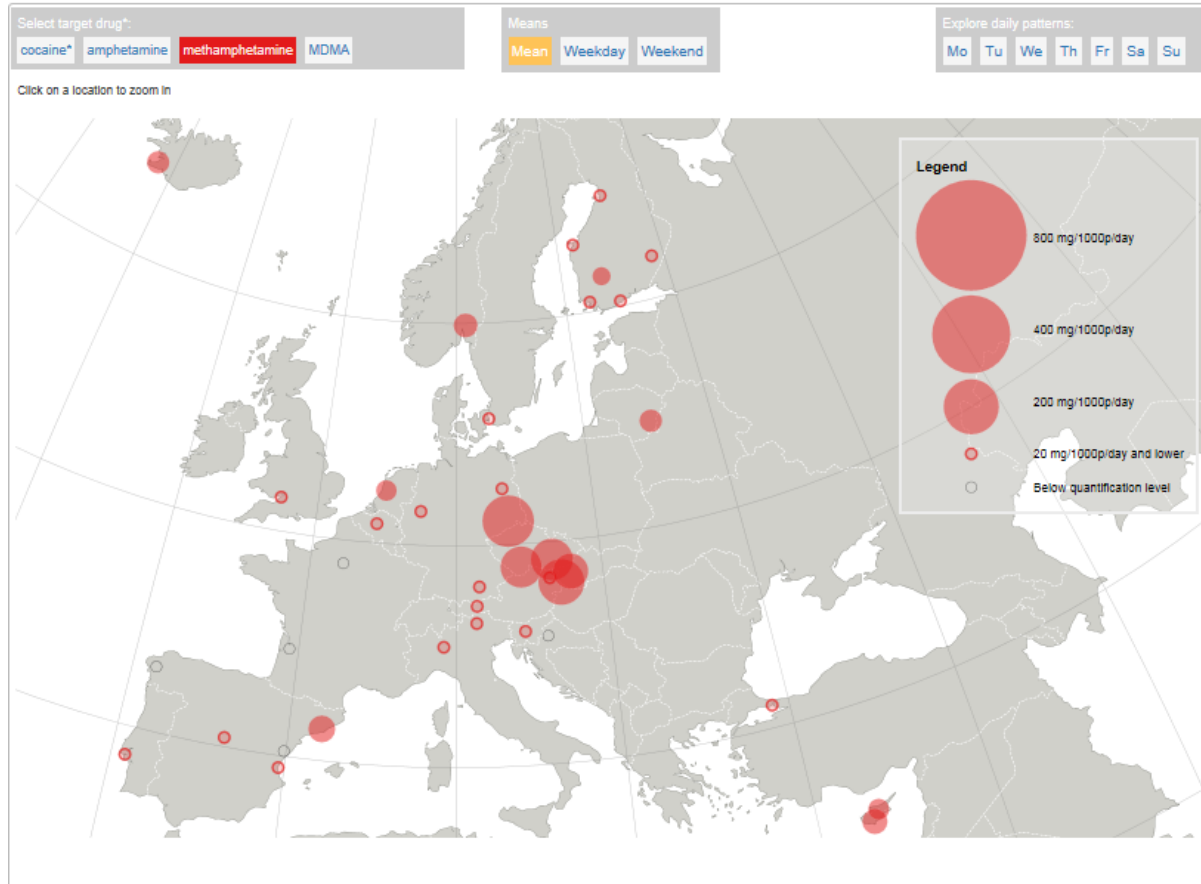 Select target drug*:
cocaine* amphetamine methamphetamine MDMA
Means
Mean Weekday Weekend
Explore daily patterns:
Mo Tu We Th Fr Sa Su
Click on a location to zoom in
Legend
800 mg/1000p/day
400 mg/1000p/day
200 mg/1000p/day
20 mg/1000p/day and lower
Below quantification level